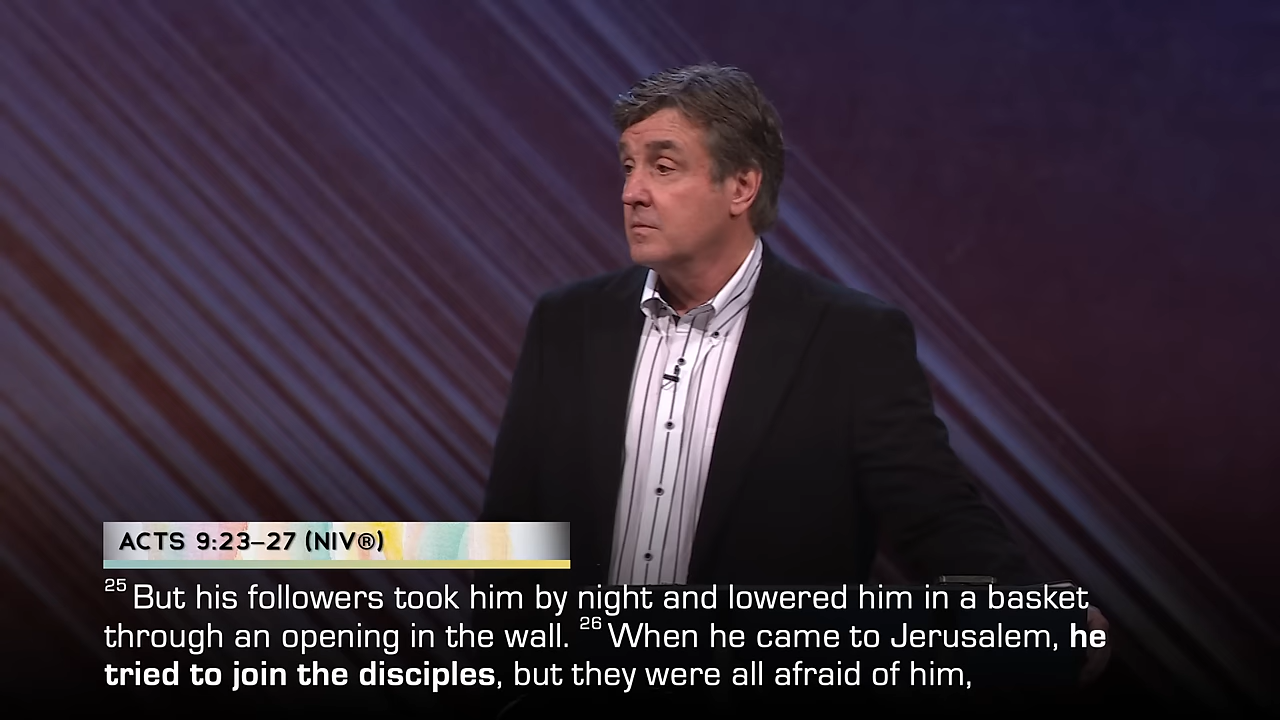 ACTS 9:23–27 (NIV®)
25 But his followers took him by night and lowered him in a basket
through an opening in the wall. 26 When he came to Jerusalem, he
tried to join the disciples, but they were all afraid of him,